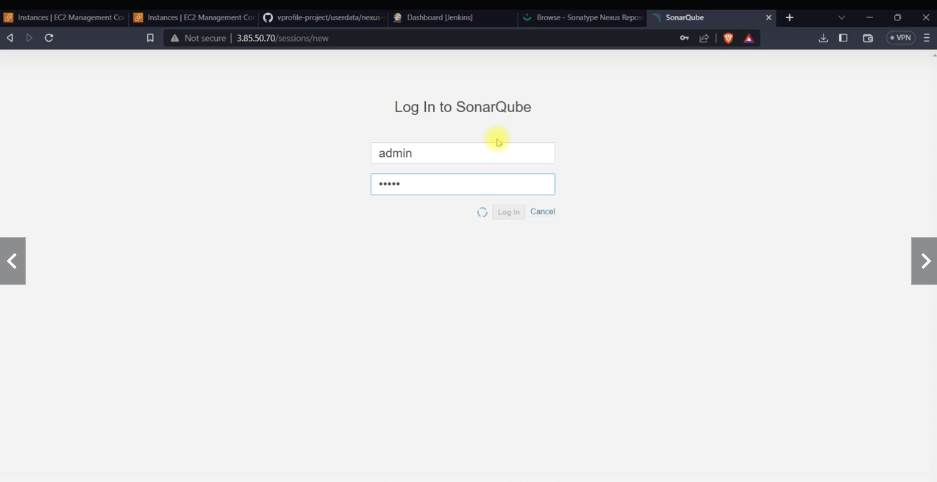 Instances | EC2 Management Co
Instances | EC2 Management Co
vprofile-project/userdata/nexus-
Dashboard [Jenkins]
Browse - Sonatype Nexus Repos
SonarQube
Not secure
3.85.50.70/sessions/new
VPN
Log In to SonarQube
admin
•••••
Log in
Cancel